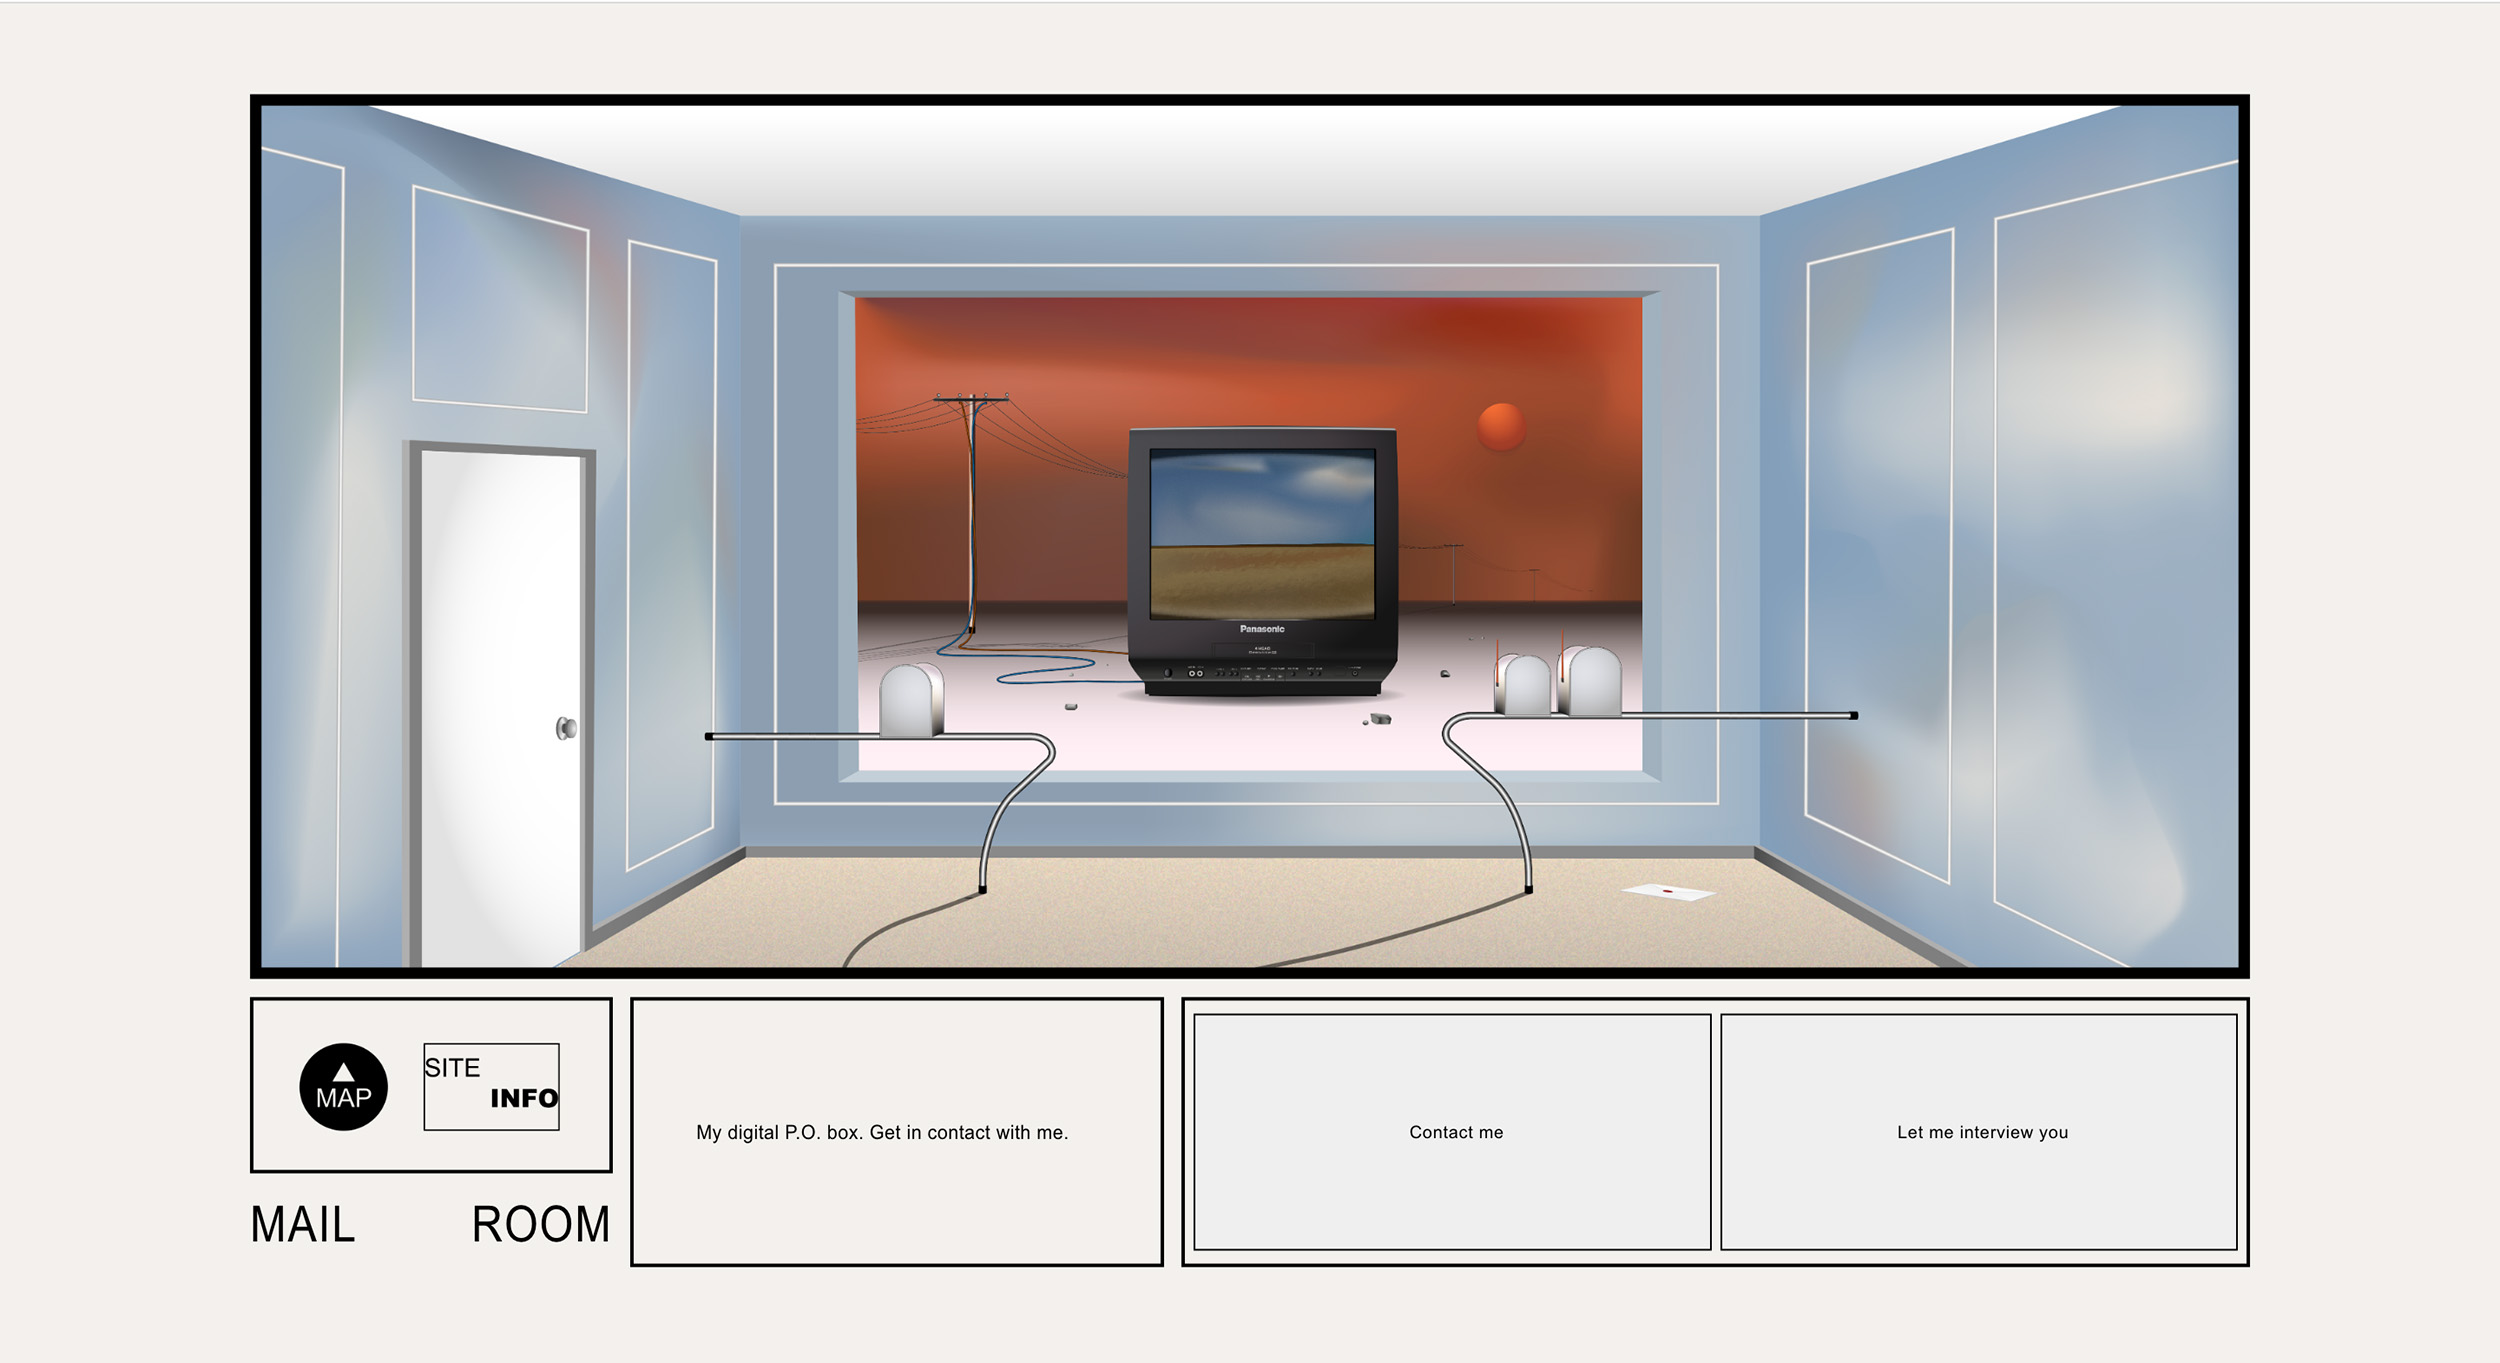 Panasonic
MAP
SITE
INFO
My digital P.O. box. Get in contact with me.
Contact me
Let me interview you
MAIL ROOM